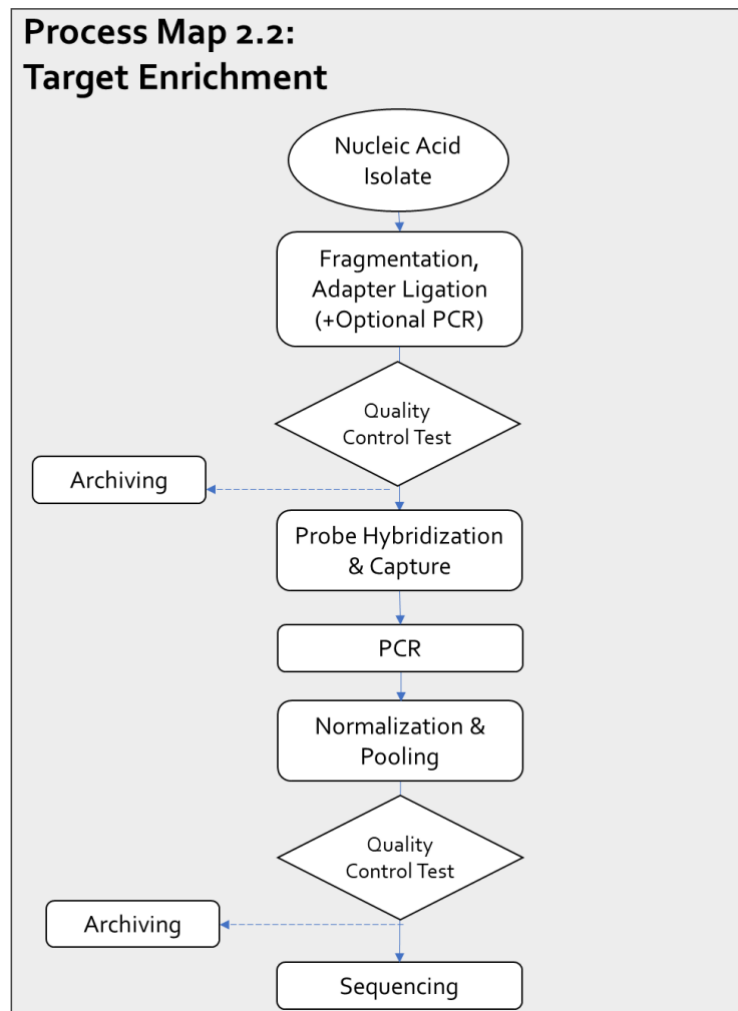 Process Map 2.2:
Target Enrichment
Nucleic Acid
Isolate
Fragmentation,
Adapter Ligation
(+Optional PCR)
Quality
Control Test
Archiving
Probe Hybridization
& Capture
PCR
Normalization &
Pooling
Quality
Control Test
Archiving
Sequencing